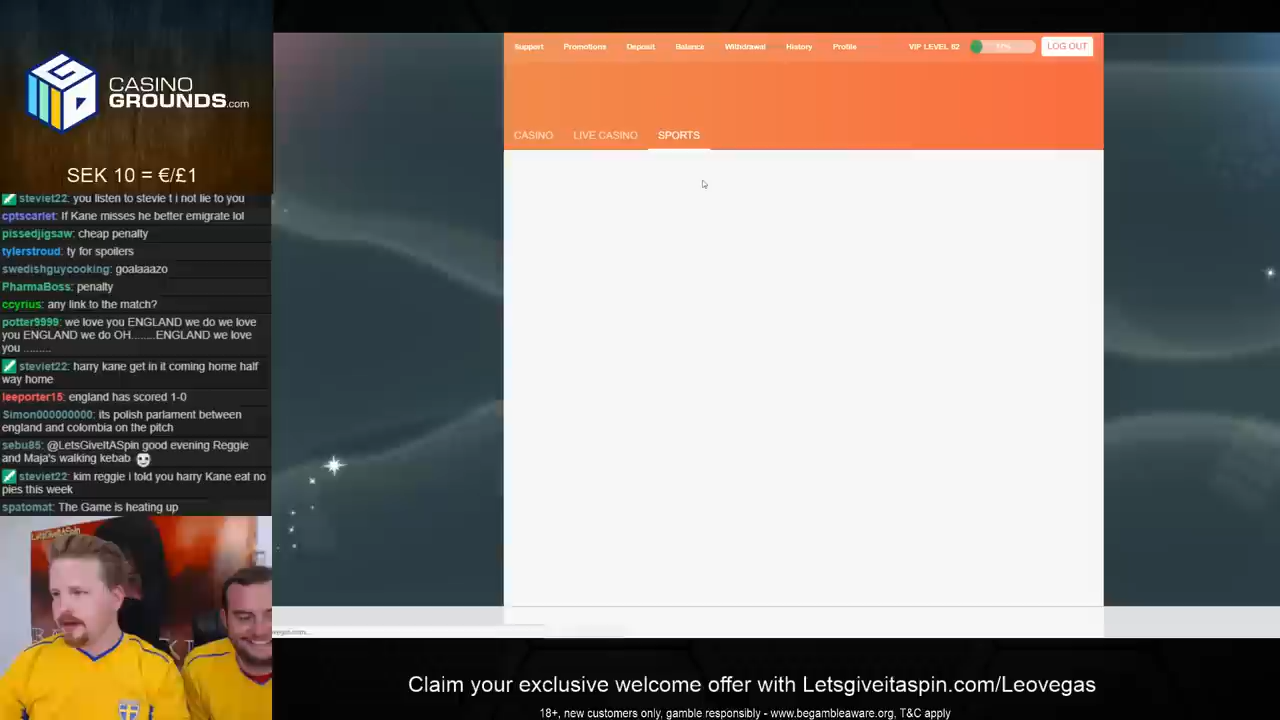 CASINO
GROUNDS.com
SEK 10 = €/£1
steviet22: you listen to stevie t i not lie to you
cptscarlet: If Kane misses he better emigrate lol
pissedjigsaw: cheap penalty
tylerstroud: ty for spoilers
swedishguycooking: goalaaazo
PharmaBoss: penalty
ccyrius: any link to the match?
potter9999: we love you ENGLAND we do we love
you ENGLAND we do OH.......ENGLAND we love
you .........
steviet22: harry kane get in it coming home half
way home
leeporter15: england has scored 1-0
Simon000000000: its polish parlament between
england and colombia on the pitch
sebu85: @LetsGiveItASpin good evening Reggie
and Maja's walking kebab
steviet22: kim reggie i told you harry Kane eat no
pies this week
spatomat: The Game is heating up
LetsGiveItASpin
Support Promotions Deposit Balance Withdrawal History Profile VIP LEVEL 62 LOG OUT
CASINO LIVE CASINO SPORTS
Claim your exclusive welcome offer with Letsgiveitaspin.com/Leovegas
18+, new customers only, gamble responsibly - www.begambleaware.org, T&C apply